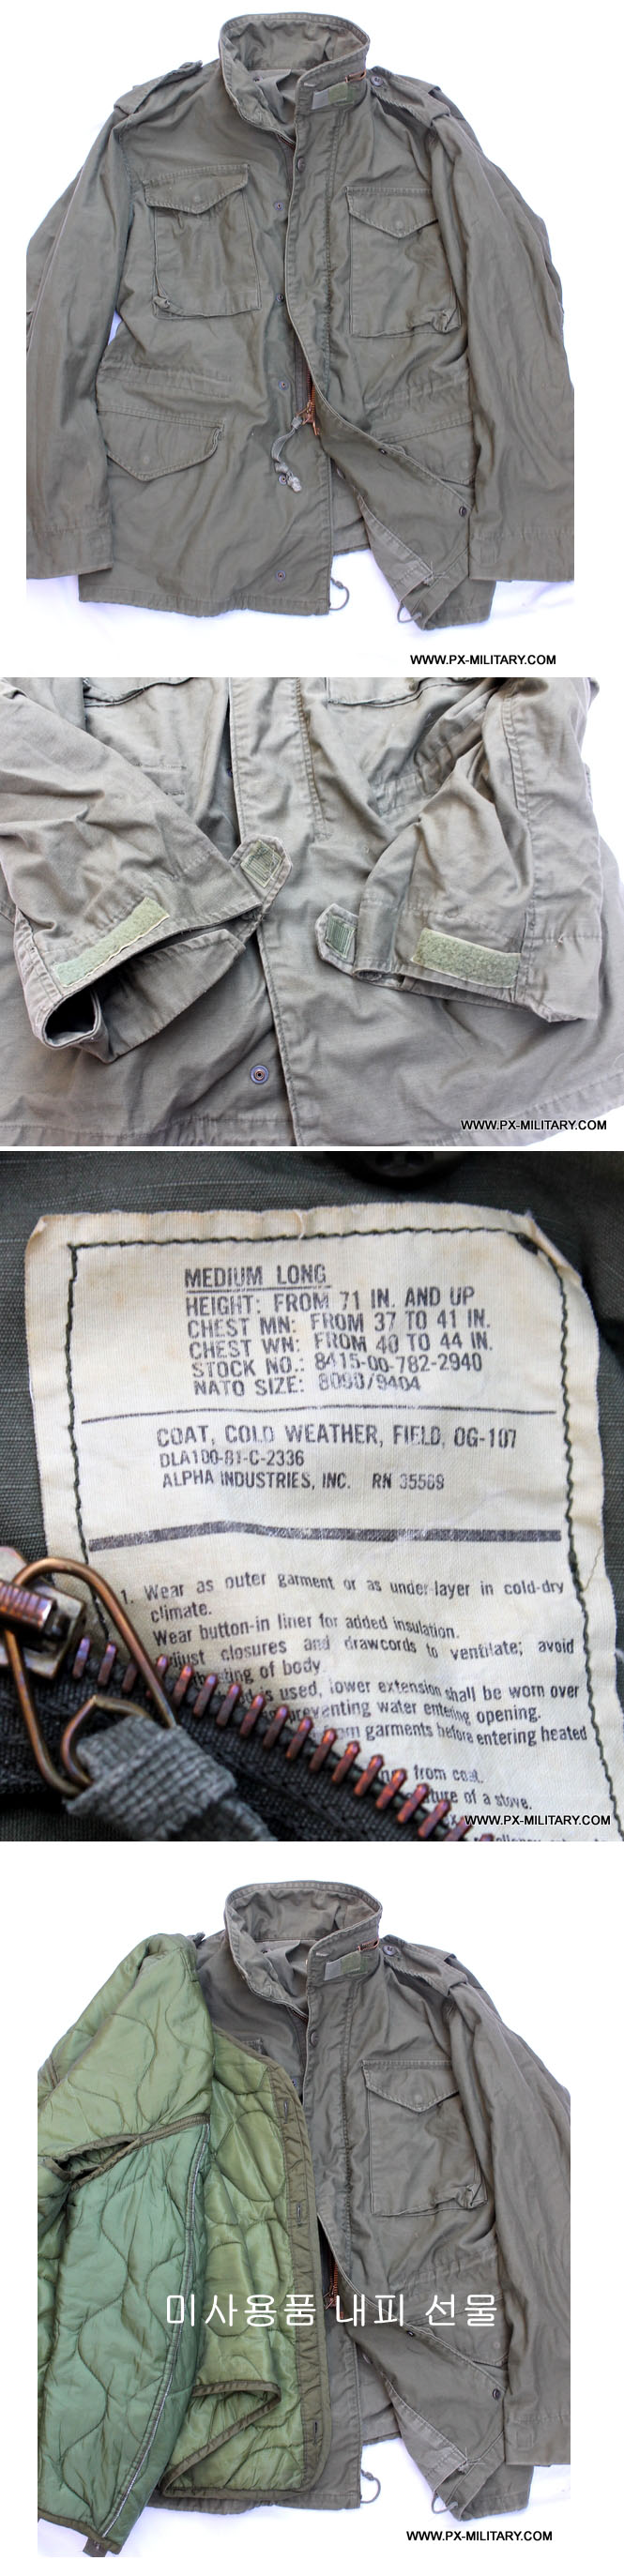 WWW.PX-MILITARY.COM
WWW.PX-MILITARY.COM
MEDIUM LONG
HEIGHT: FROM 71 IN. AND UP
CHEST MN: FROM 37 TO 41 IN.
CHEST WN: FROM 40 TO 44 IN.
STOCK NO.: 8415-00-782-2940
NATO SIZE: 8090/9404
COAT, COLD WEATHER, FIELD, OG-107
DLA100-81-C-2336
ALPHA INDUSTRIES, INC. RN 35569
1. Wear as outer garment or as under-layer in cold-dry
climate.
Wear button-in liner for added insulation.
closures and drawcords to ventilate; avoid
of body
is used, lower extension shall be worn over
preventing water entering opening.
garments before entering heated
from coat.
of a stove.
WWW.PX-MILITARY.COM
미사용품 내피 선물
WWW.PX-MILITARY.COM